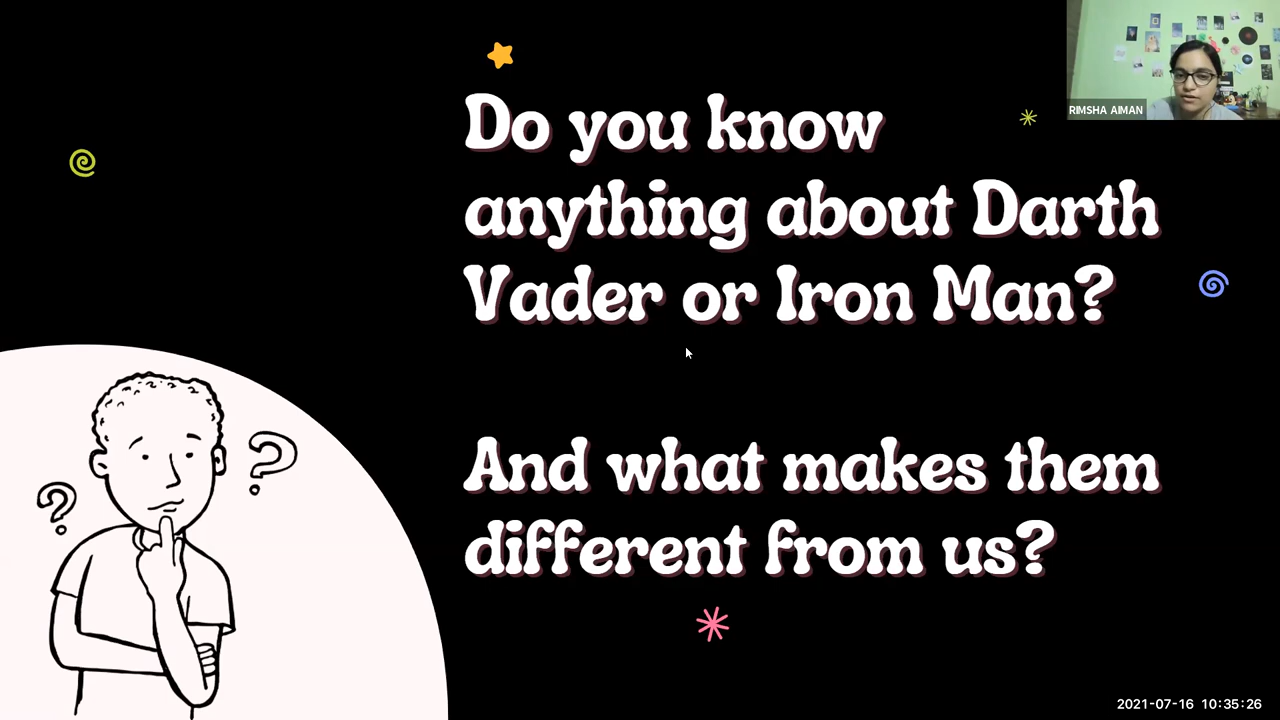 RIMSHA AIMAN
Do you know
anything about Darth
Vader or Iron Man?
And what makes them
different from us?
? ?
2021-07-16 10:35:26